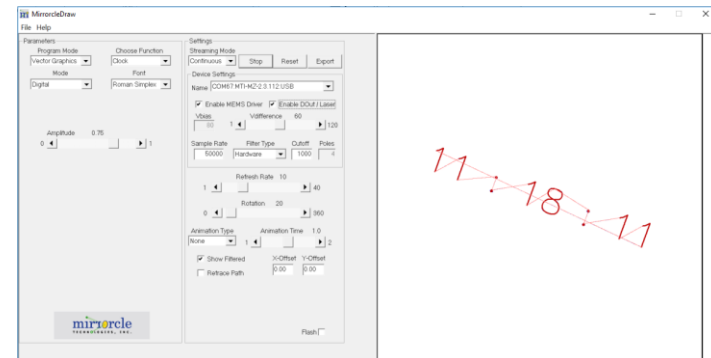 MirrorcleDraw
File Help
Parameters
Program Mode Choose Function
Vector Graphics Clock
Mode Font
Digital Roman Simplex
Amplitude 0.75
0 1
mirrorcle
TECHNOLOGIES, INC.
Settings
Streaming Mode
Continuous Stop Reset Export
Device Settings
Name COM67:MTI-MZ-2.3.112:USB
Enable MEMS Driver Enable DOut / Laser
Vbias Vdifference 60
80 1 120
Sample Rate Filter Type Cutoff Poles
50000 Hardware 1000
Refresh Rate 10
1 40
Rotation 20
0 360
Animation Type Animation Time 1.0
None 1 2
Show Filtered X-Offset Y-Offset
Retrace Path 0.00 0.00
Flash
11:18:11